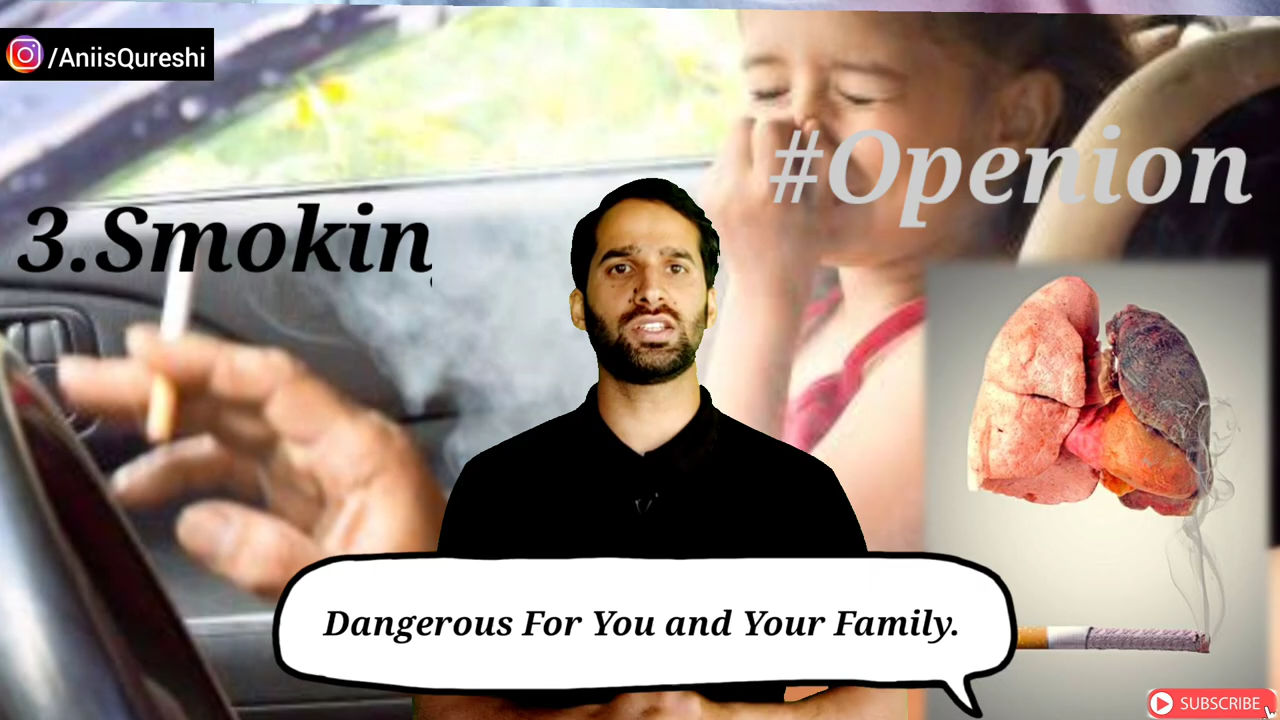 /AniisQureshi
#Openion
3.Smokin
Dangerous For You and Your Family.
SUBSCRIBE